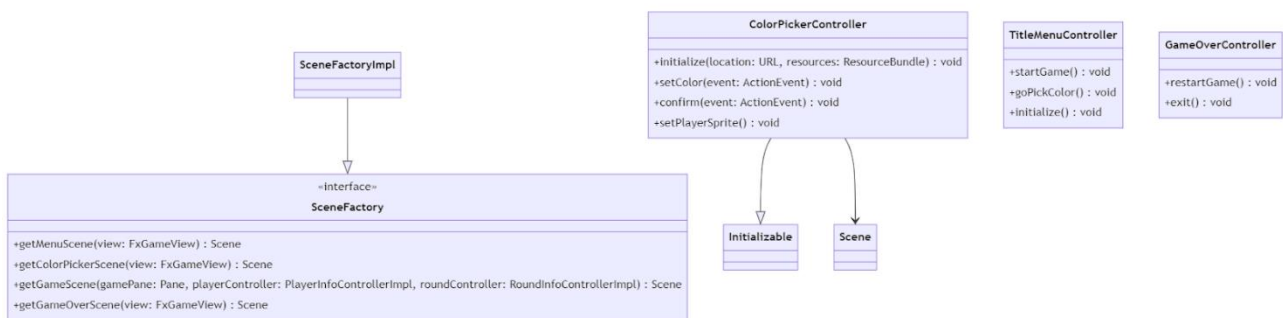 SceneFactoryImpl
«interface»
SceneFactory
+getMenuScene(view: FxGameView) : Scene
+getColorPickerScene(view: FxGameView) : Scene
+getGameScene(gamePane: Pane, playerController: PlayerInfoControllerImpl, roundController: RoundInfoControllerImpl) : Scene
+getGameOverScene(view: FxGameView) : Scene
ColorPickerController
+initialize(location: URL, resources: ResourceBundle) : void
+setColor(event: ActionEvent) : void
+confirm(event: ActionEvent) : void
+setPlayerSprite() : void
Initializable
Scene
TitleMenuController
+startGame() : void
+goPickColor() : void
+initialize() : void
GameOverController
+restartGame() : void
+exit() : void